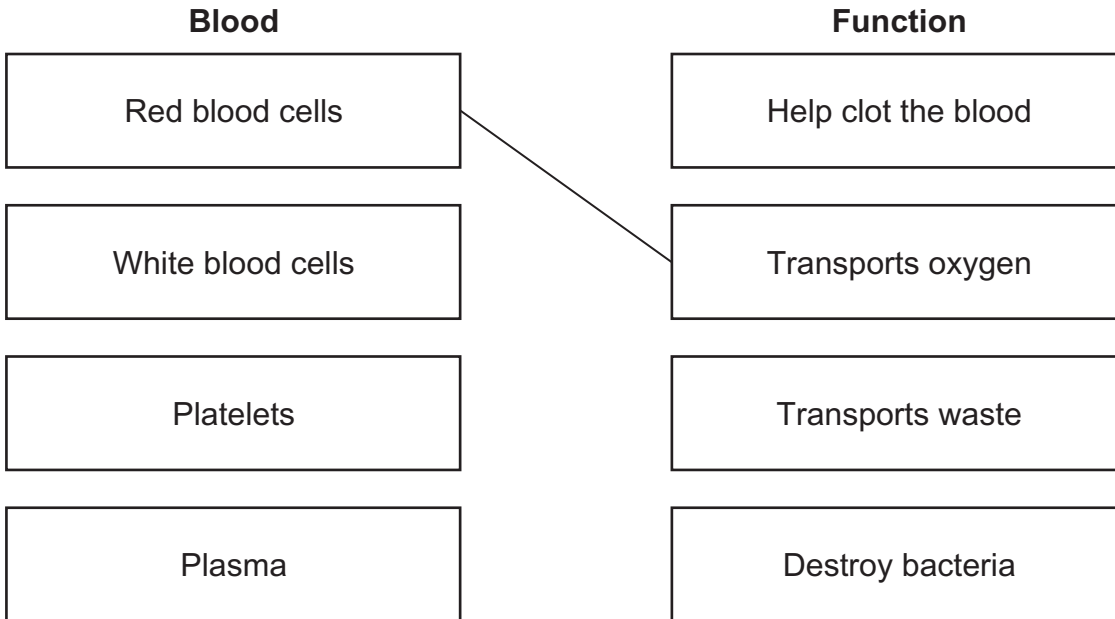 Blood
Function
Red blood cells
Help clot the blood
White blood cells
Transports oxygen
Platelets
Transports waste
Plasma
Destroy bacteria